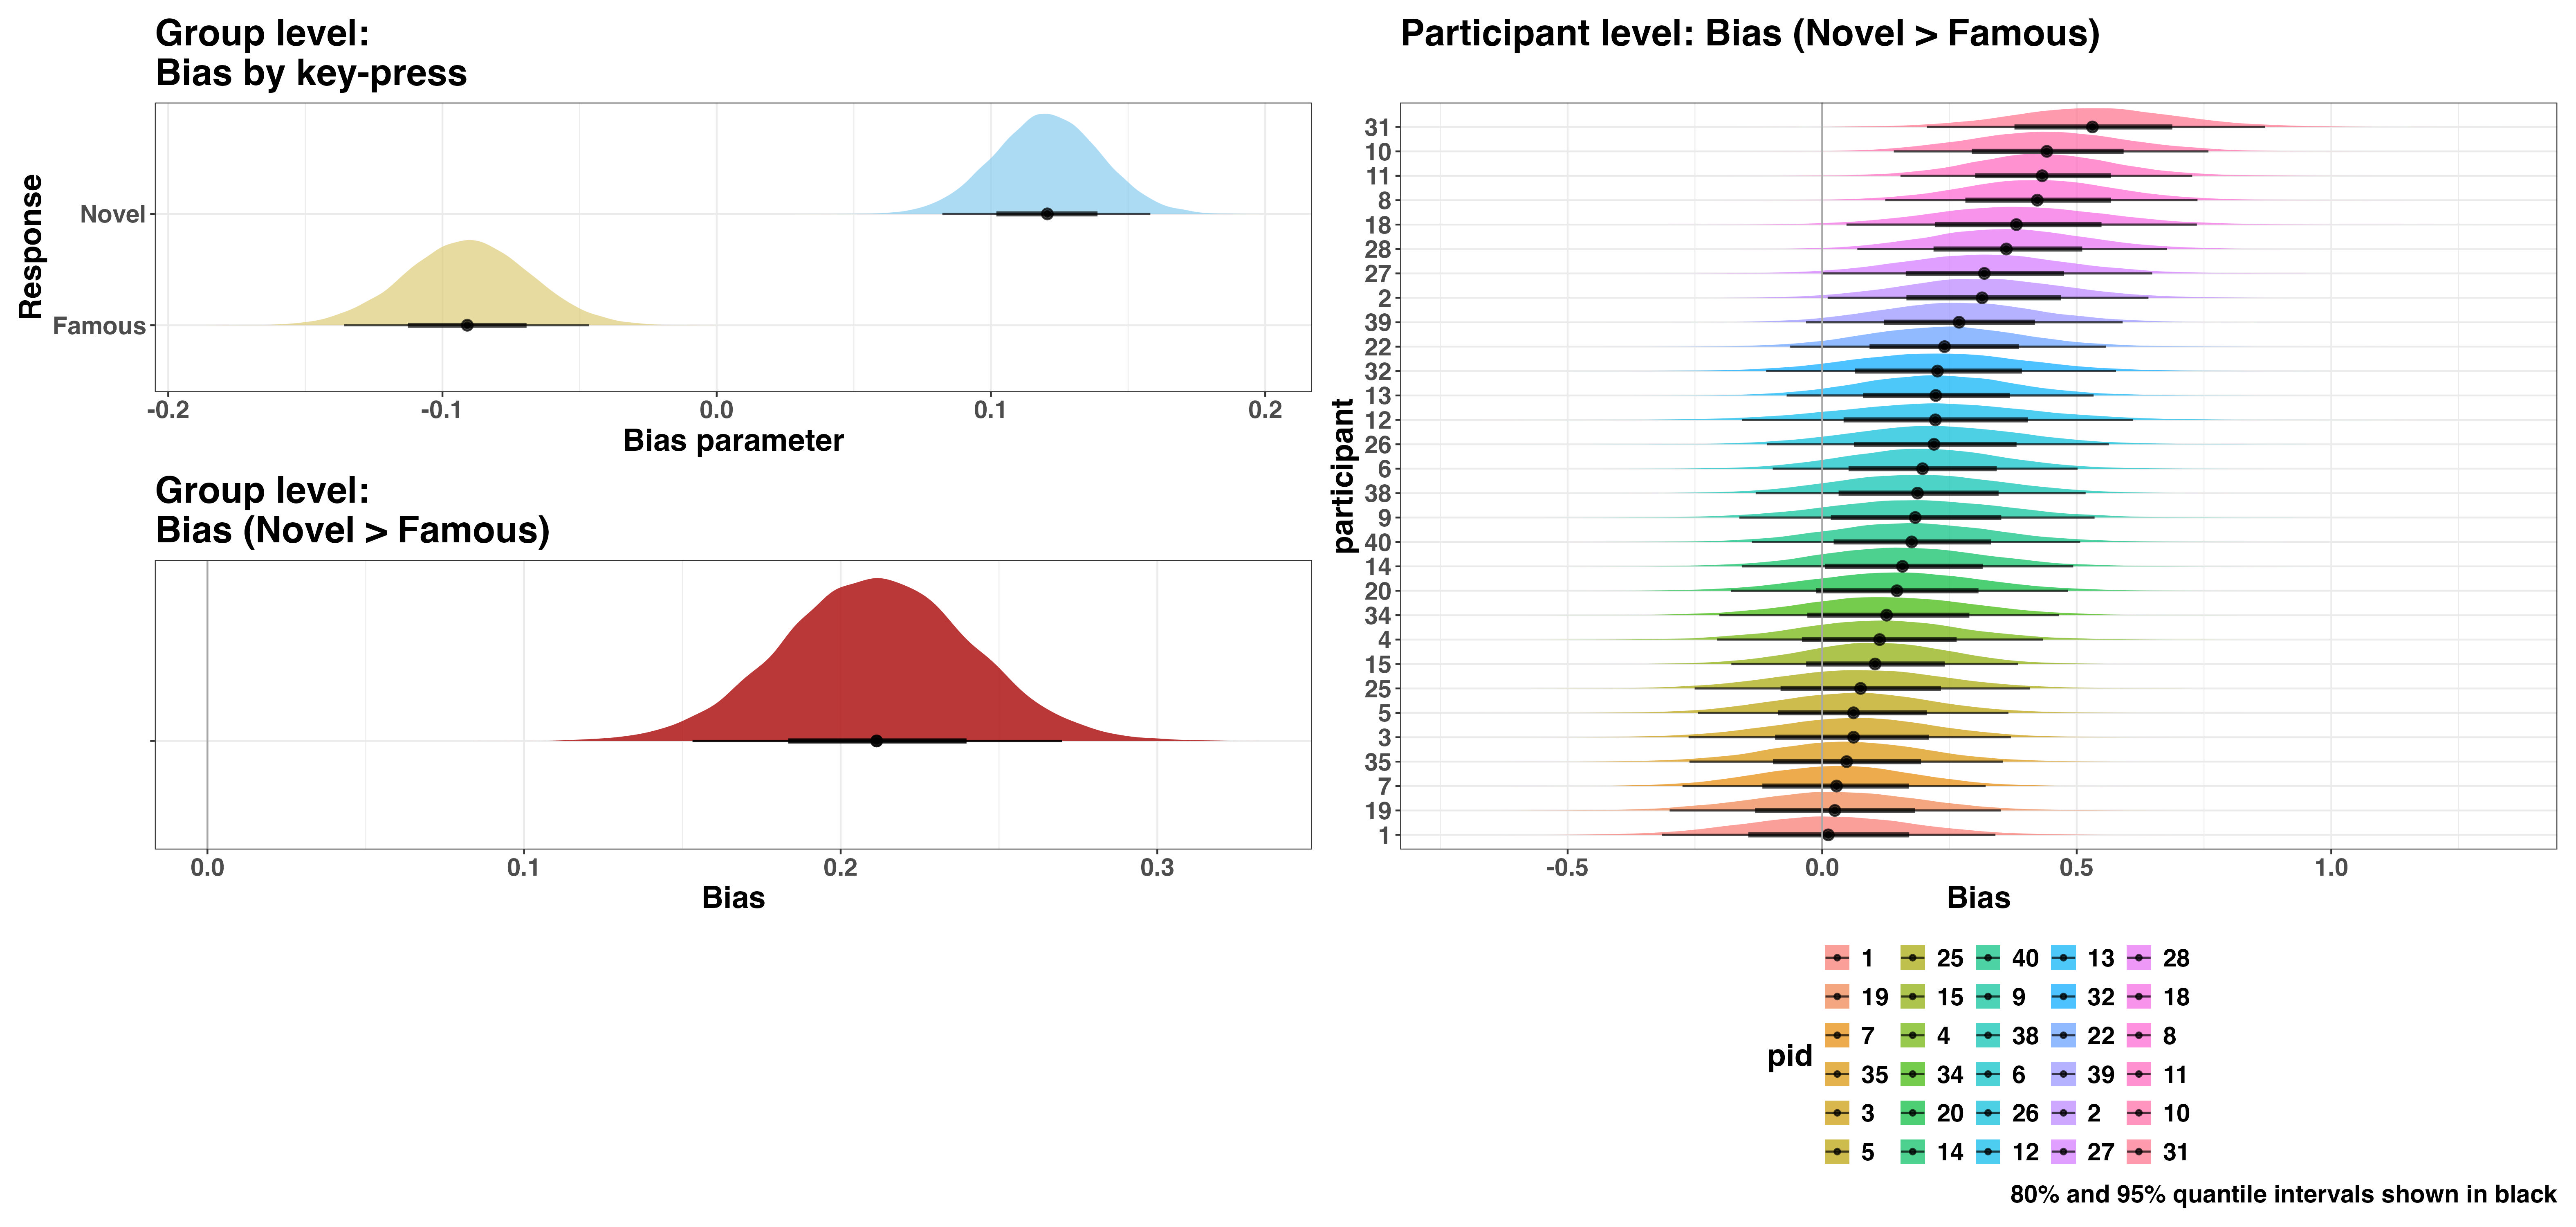 Group level:
Bias by key-press
Response
Novel
Famous
-0.2 -0.1 0.0 0.1 0.2
Bias parameter
Group level:
Bias (Novel > Famous)
0.0 0.1 0.2 0.3
Bias
Participant level: Bias (Novel > Famous)
participant
31
10
11
8
18
28
27
2
39
22
32
13
12
26
6
38
9
40
14
20
34
4
15
25
5
3
35
7
19
1
-0.5 0.0 0.5 1.0
Bias
pid
1 25 40 13 28
19 15 9 32 18
7 4 38 22 8
35 34 6 39 11
3 20 26 2 10
5 14 12 27 31
80% and 95% quantile intervals shown in black